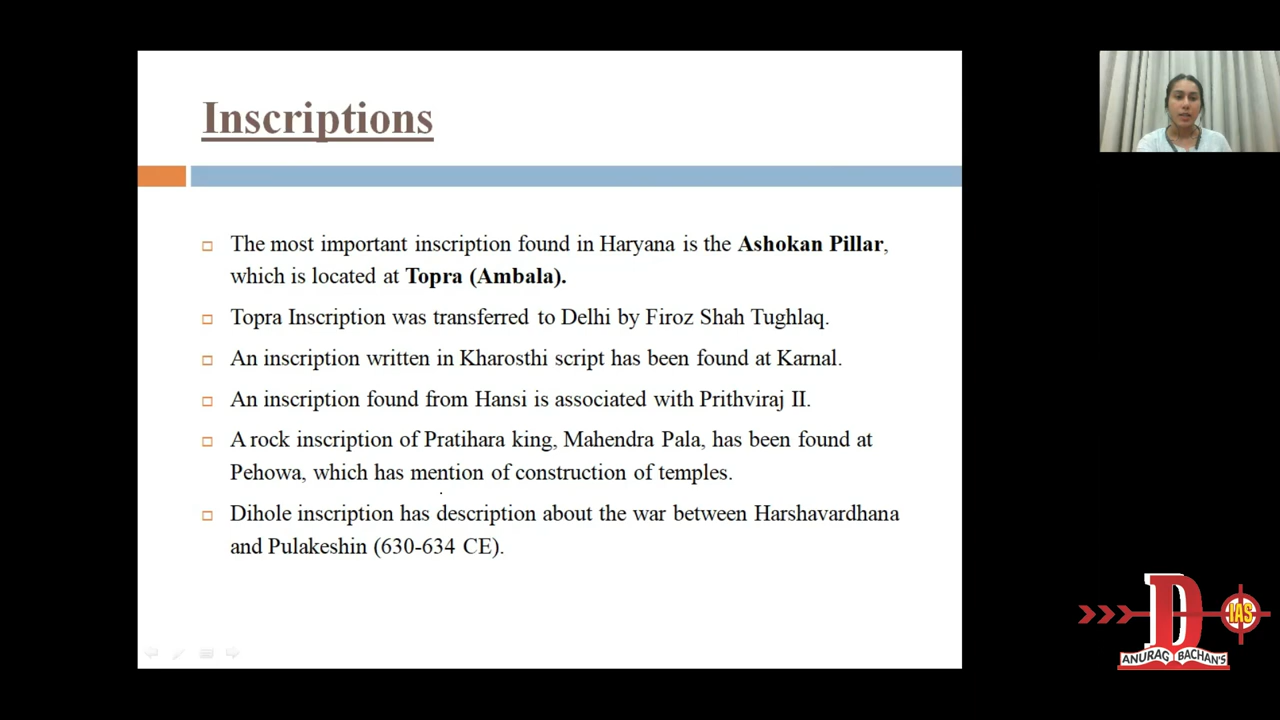 Inscriptions
The most important inscription found in Haryana is the Ashokan Pillar,
which is located at Topra (Ambala).
Topra Inscription was transferred to Delhi by Firoz Shah Tughlaq.
An inscription written in Kharosthi script has been found at Karnal.
An inscription found from Hansi is associated with Prithviraj II.
A rock inscription of Pratihara king, Mahendra Pala, has been found at
Pehowa, which has mention of construction of temples.
Dihole inscription has description about the war between Harshavardhana
and Pulakeshin (630-634 CE).
D
IAS
ANURAG BACHAN'S